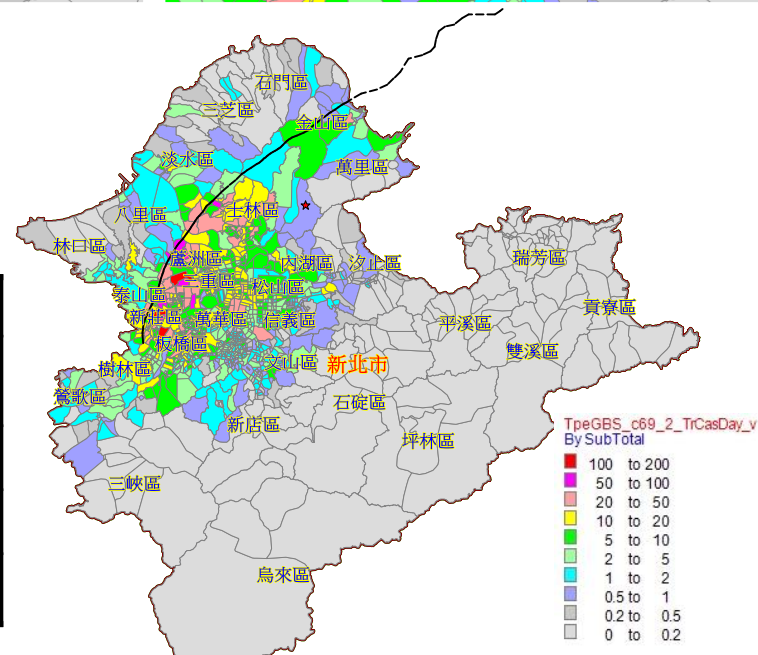 石門區
三芝區
金山區
淡水區
萬里區
八里區
士林區
林口區
蘆洲區
內湖區
汐止區
瑞芳區
泰山區
重區
松山區
貢寮區
新莊區
萬華區
信義區
平溪區
板橋區
雙溪區
樹林區
文山區
新北市
鶯歌區
石碇區
新店區
坪林區
三峽區
烏來區
TpeGBS_c69_2_TrCasDay_v
By SubTotal
100 to 200
50 to 100
20 to 50
10 to 20
5 to 10
2 to 5
1 to 2
0.5 to 1
0.2 to 0.5
0 to 0.2